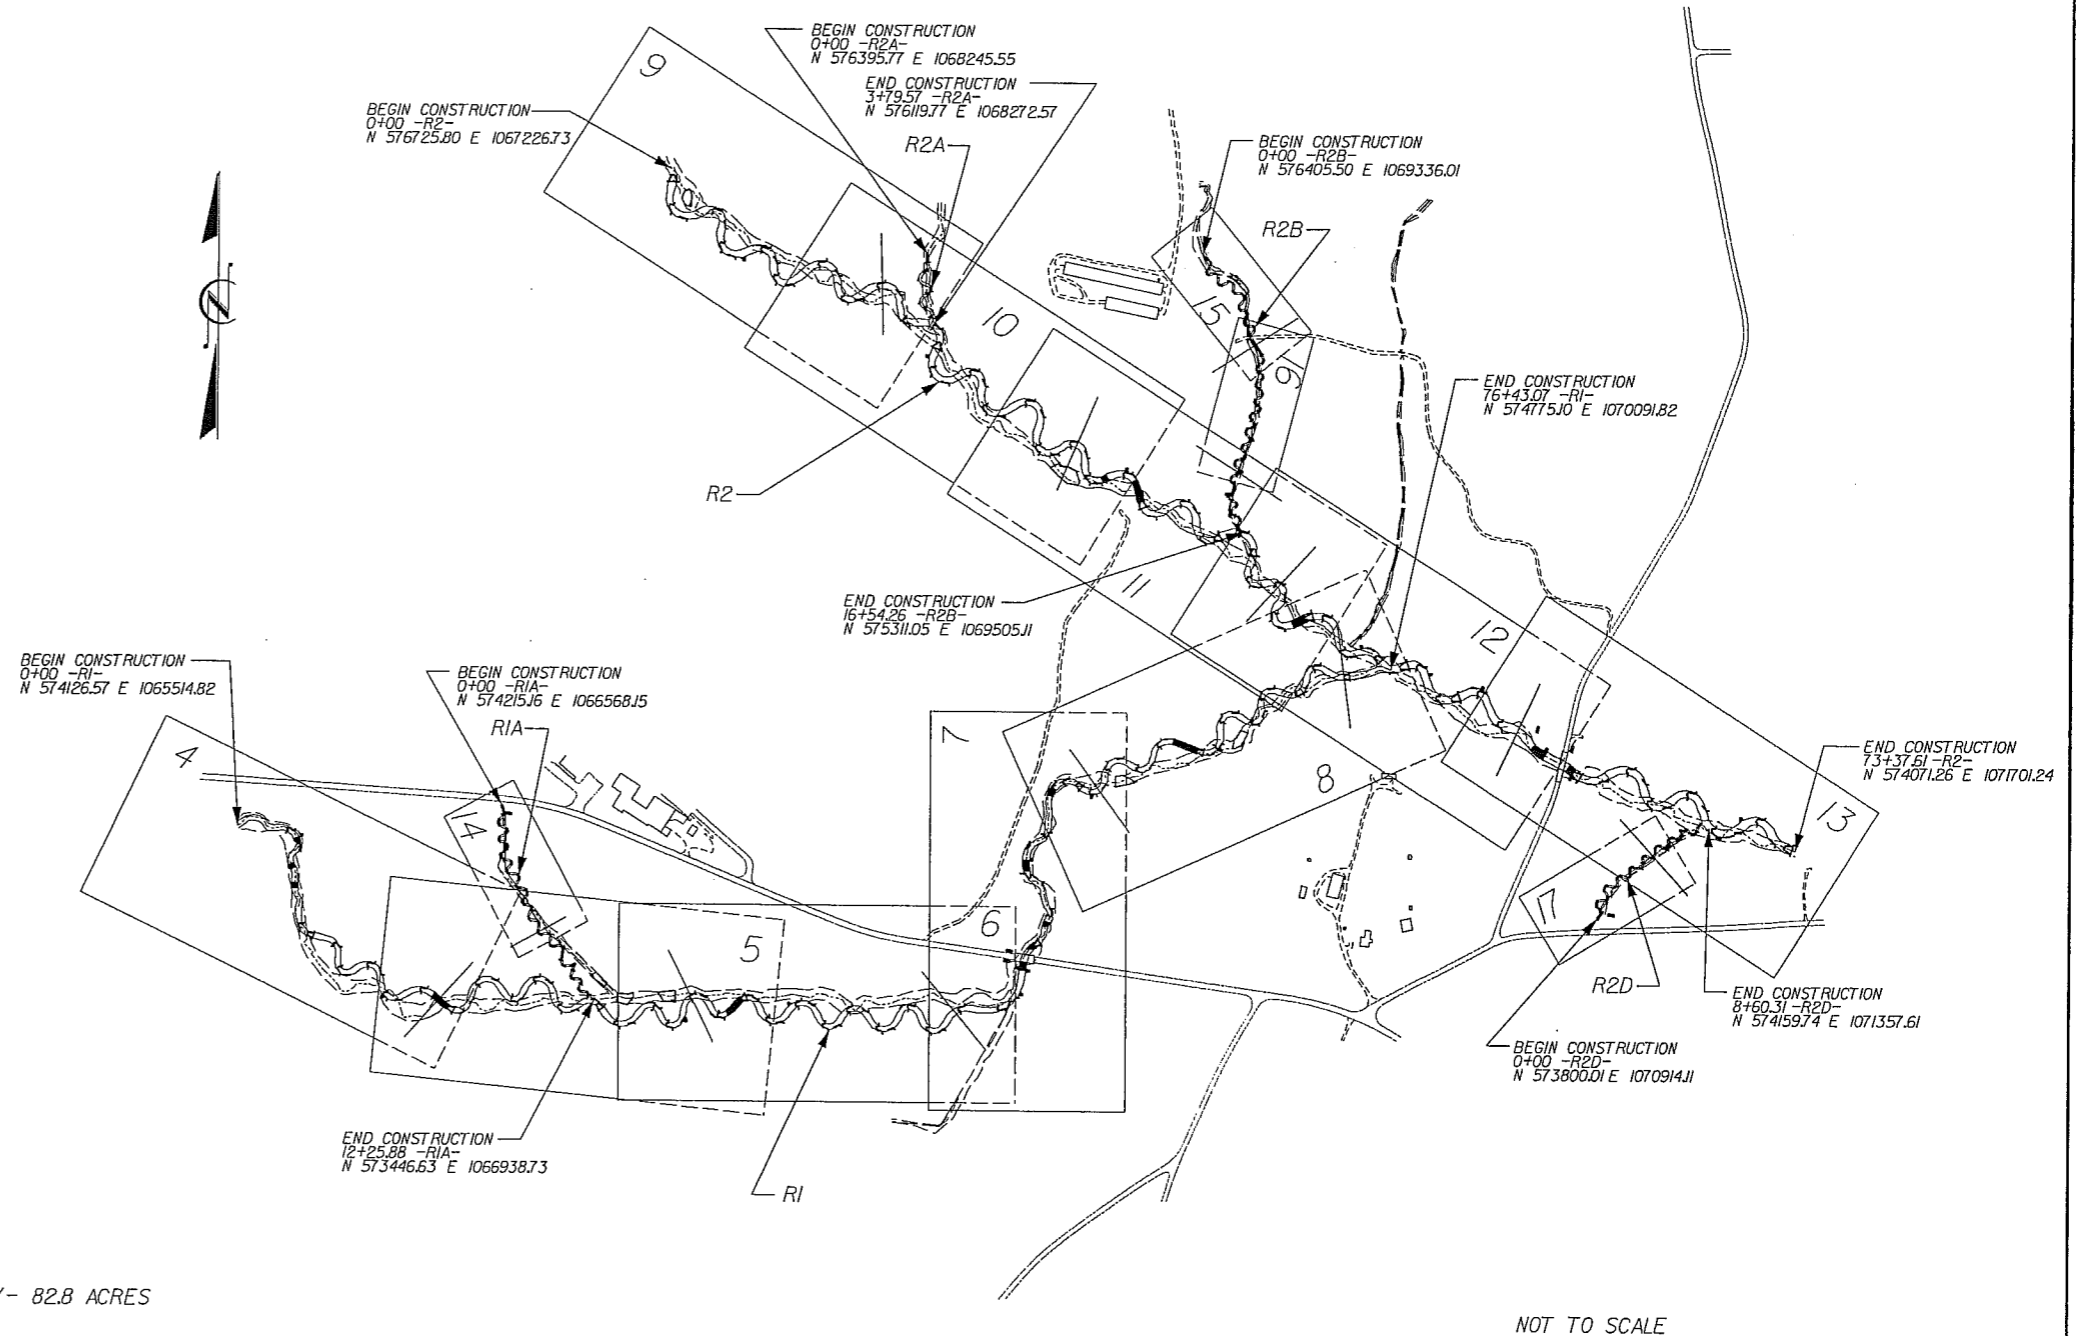 BEGIN CONSTRUCTION
0+00 -R2A-
N 576395.77 E 1068245.55
END CONSTRUCTION
3+79.57 -R2A-
N 576119.77 E 1068272.57
9
BEGIN CONSTRUCTION
0+00 -R2-
N 576725.80 E 1067226.73
R2A
BEGIN CONSTRUCTION
0+00 -R2B-
N 576405.50 E 1069336.01
R2B
15
10
16
END CONSTRUCTION
76+43.07 -R1-
N 574775.10 E 1070091.82
R2
11
END CONSTRUCTION
16+54.26 -R2B-
N 575311.05 E 1069505.11
12
BEGIN CONSTRUCTION
0+00 -R1-
N 574126.57 E 1065514.82
BEGIN CONSTRUCTION
0+00 -R1A-
N 574215.16 E 1066568.15
R1A
4
7
END CONSTRUCTION
73+37.61 -R2-
N 574071.26 E 1071701.24
8
13
14
17
5
6
R2D
END CONSTRUCTION
8+60.31 -R2D-
N 574159.74 E 1071357.61
BEGIN CONSTRUCTION
0+00 -R2D-
N 573800.01 E 1070914.11
END CONSTRUCTION
12+25.88 -R1A-
N 573446.63 E 1066938.73
R1
- 82.8 ACRES
NOT TO SCALE